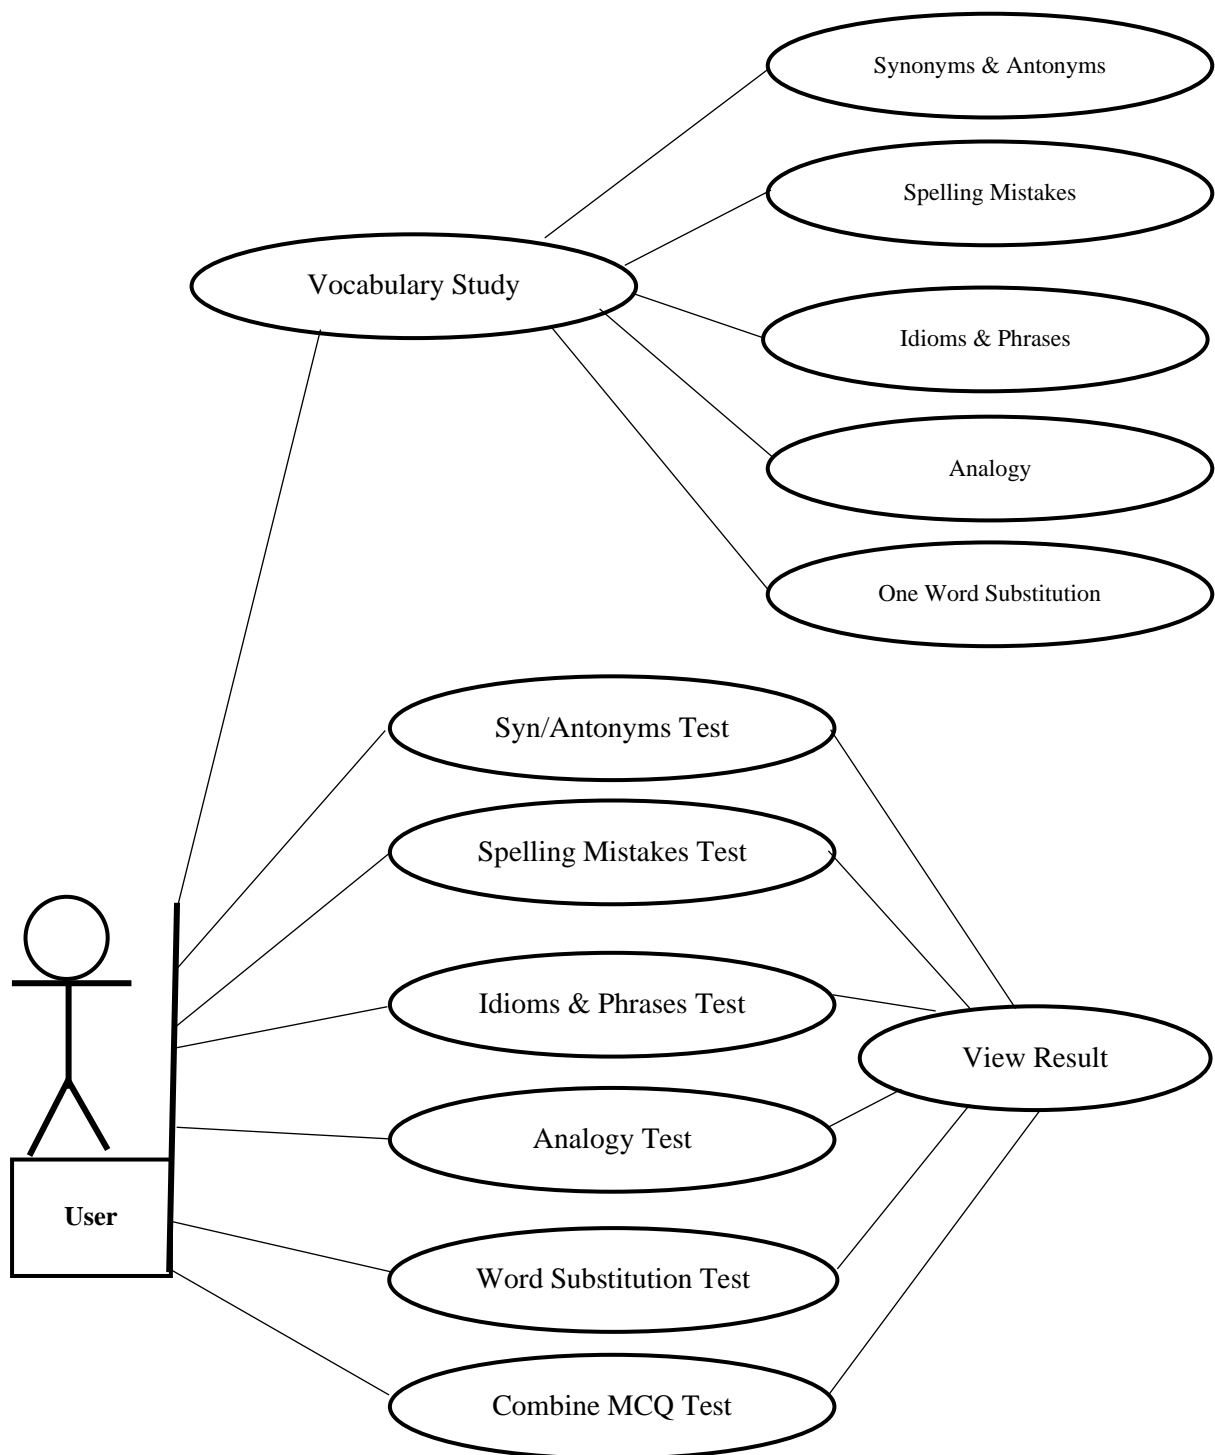 Synonyms & Antonyms
Spelling Mistakes
Vocabulary Study
Idioms & Phrases
Analogy
One Word Substitution
Syn/Antonyms Test
Spelling Mistakes Test
Idioms & Phrases Test
View Result
Analogy Test
User
Word Substitution Test
Combine MCQ Test